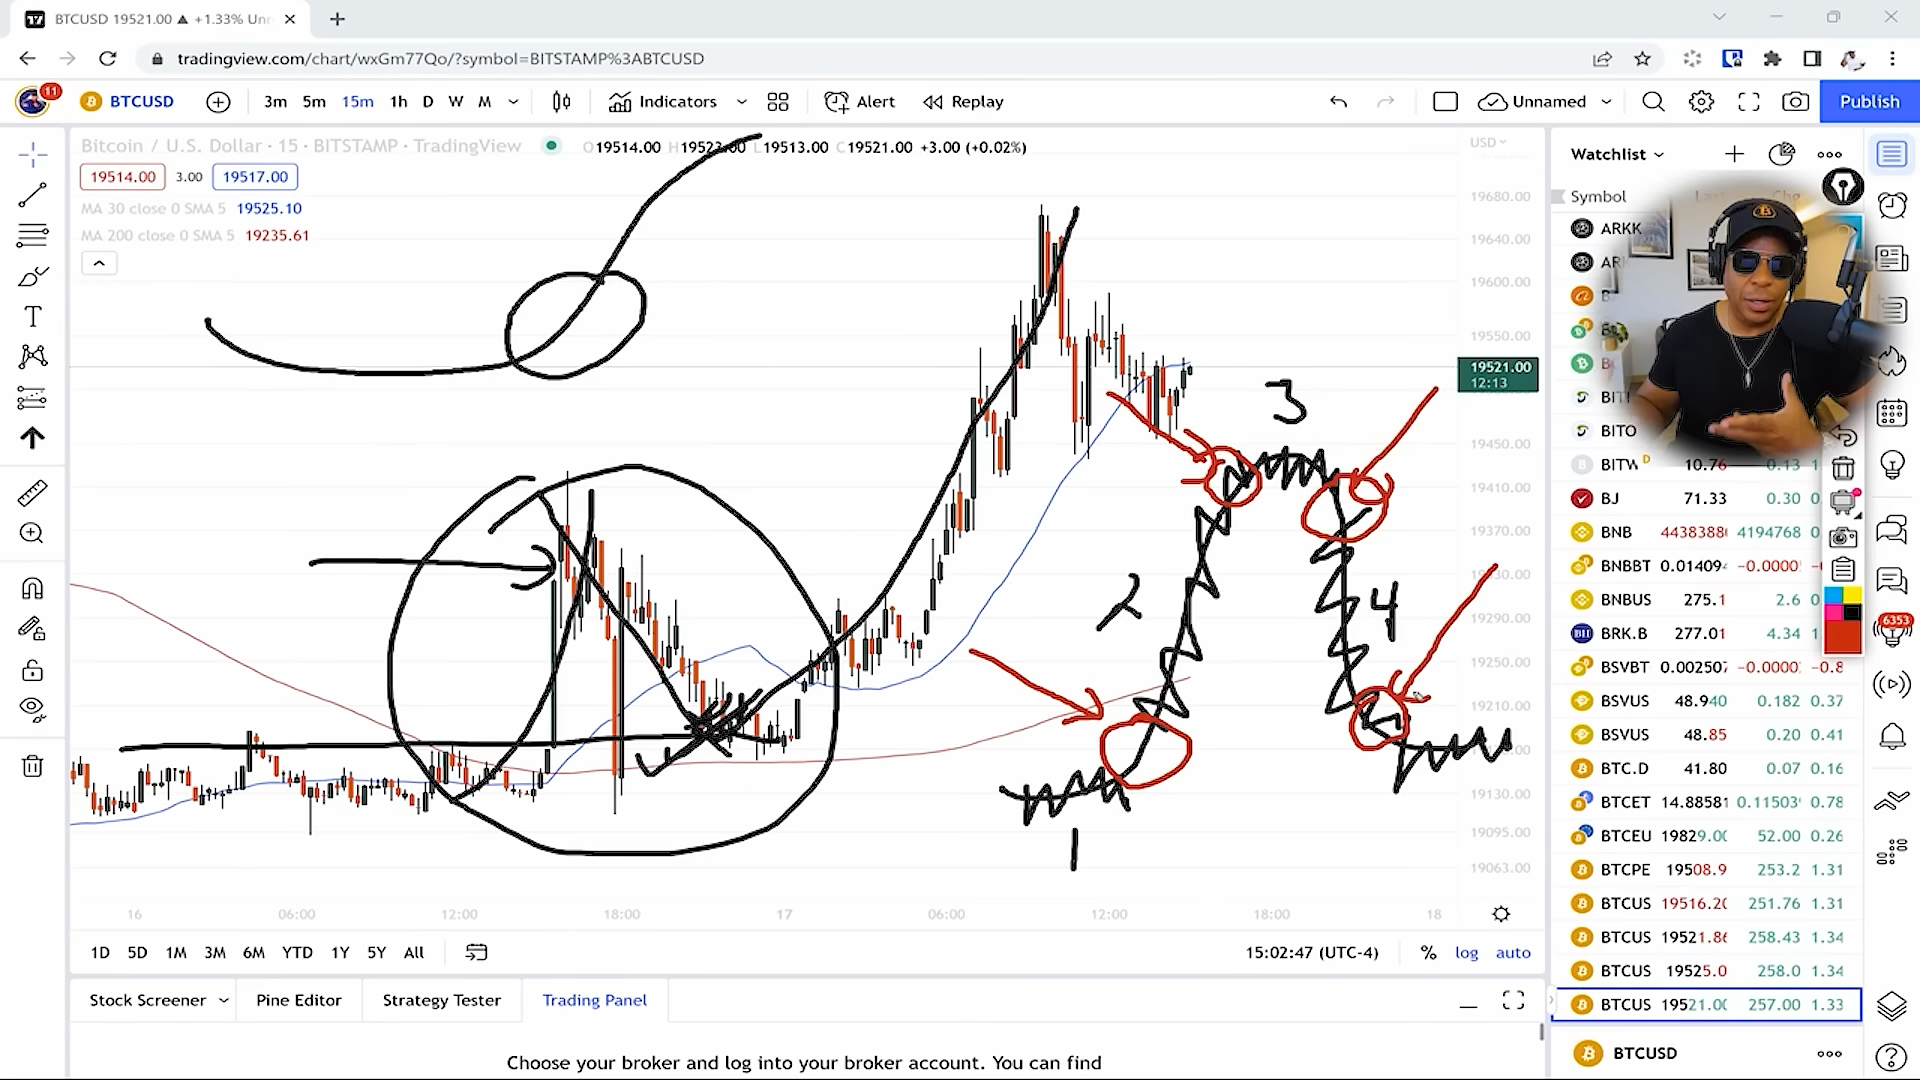 BTCUSD 19521.00 ▲ +1.33% Unn
tradingview.com/chart/wxGm77Qo/?symbol=BITSTAMP%3ABTCUSD
11
BTCUSD 3m 5m 15m 1h D W M Indicators Alert Replay Unnamed Publish
Bitcoin / U.S. Dollar · 15 · BITSTAMP · TradingView O19514.00 H19523.00 L19513.00 C19521.00 +3.00 (+0.02%)
USD
19514.00 3.00 19517.00
MA 30 close 0 SMA 5 19525.10
MA 200 close 0 SMA 5 19235.61
19680.00
19640.00
19600.00
19550.00
19521.00
12:13
19450.00
19410.00
19370.00
19290.00
19250.00
19210.00
19130.00
19095.00
19063.00
3
2
4
1
16 06:00 12:00 18:00 17 06:00 12:00 18:00 18
1D 5D 1M 3M 6M YTD 1Y 5Y All 15:02:47 (UTC-4) % log auto
Stock Screener Pine Editor Strategy Tester Trading Panel
Choose your broker and log into your broker account. You can find
Watchlist
Symbol
ARKK
BITO
BITW D 10.76 0.13
BJ 71.33 0.30
BNB 4438388 4194768
BNBBT 0.01409 -0.0000
BNBUS 275.1 2.6
BRK.B 277.01 4.34
BSVBT 0.002507 -0.0000 -0.8
BSVUS 48.940 0.182 0.37
BSVUS 48.85 0.20 0.41
BTC.D 41.80 0.07 0.16
BTCET 14.88581 0.11503 0.78
BTCEU 19829.00 52.00 0.26
BTCPE 19508.9 253.2 1.31
BTCUS 19516.20 251.76 1.31
BTCUS 19521.86 258.43 1.34
BTCUS 19525.0 258.0 1.34
BTCUS 19521.00 257.00 1.33
BTCUSD
6353